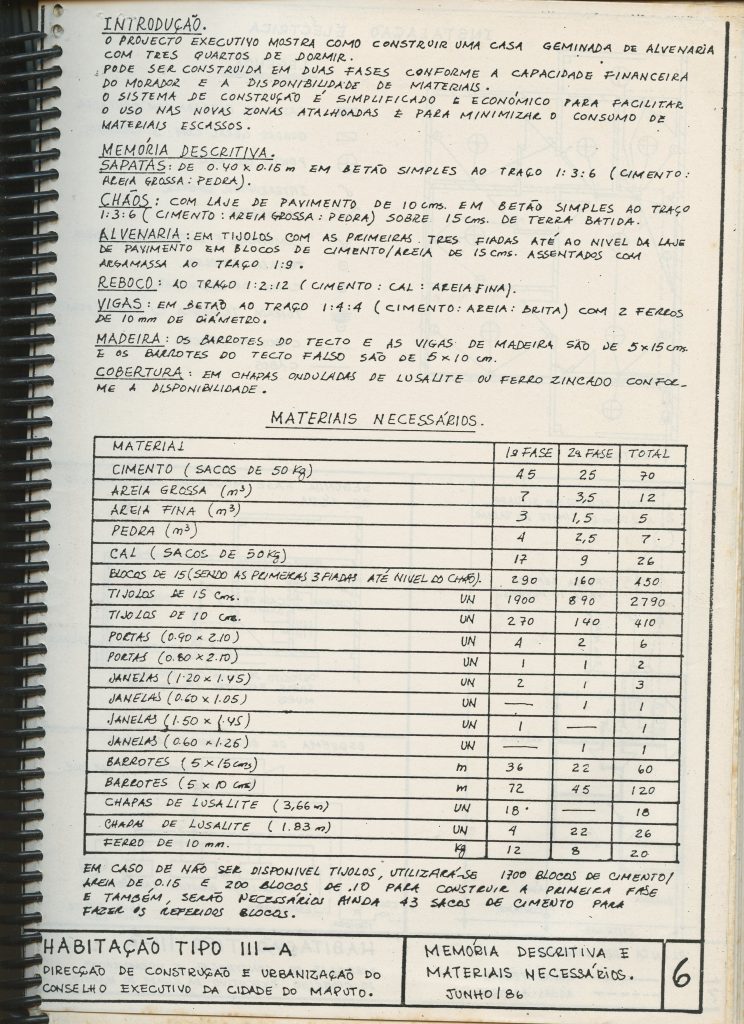 INTRODUÇÃO.
O PROJECTO EXECUTIVO MOSTRA COMO CONSTRUIR UMA CASA GEMINADA DE ALVENARIA
COM TRES QUARTOS DE DORMIR.
PODE SER CONSTRUIDA EM DUAS FASES CONFORME A CAPACIDADE FINANCEIRA
DO MORADOR E A DISPONIBILIDADE DE MATERIAIS.
O SISTEMA DE CONSTRUÇÃO É SIMPLIFICADO E ECONÓMICO PARA FACILITAR
O USO NAS NOVAS ZONAS ATALHOADAS E PARA MINIMIZAR O CONSUMO DE
MATERIAIS ESCASSOS.
MEMÓRIA DESCRITIVA.
SAPATAS: DE 0.40 x 0.15 m EM BETÃO SIMPLES AO TRAÇO 1:3:6 (CIMENTO:
AREIA GROSSA: PEDRA).
CHÃOS: COM LAJE DE PAVIMENTO DE 10 cms. EM BETÃO SIMPLES AO TRAÇO
1:3:6 (CIMENTO: AREIA GROSSA: PEDRA) SOBRE 15 cms. DE TERRA BATIDA.
ALVENARIA: EM TIJOLOS COM AS PRIMEIRAS TRES FIADAS ATÉ AO NIVEL DA LAJE
DE PAVIMENTO EM BLOCOS DE CIMENTO/AREIA DE 15 cms. ASSENTADOS COM
ARGAMASSA AO TRAÇO 1:9.
REBOCO: AO TRAÇO 1:2:12 (CIMENTO: CAL: AREIA FINA).
VIGAS: EM BETÃO AO TRAÇO 1:4:4 (CIMENTO: AREIA: BRITA) COM 2 FERROS
DE 10 mm DE DIÁMETRO.
MADEIRA: OS BARROTES DO TECTO E AS VIGAS DE MADEIRA SÃO DE 5x15 cms
E OS BARROTES DO TECTO FALSO SÃO DE 5x10 cm.
COBERTURA: EM CHAPAS ONDULADAS DE LUSALITE OU FERRO ZINCADO CONFOR-
ME A DISPONIBILIDADE.
MATERIAIS NECESSÁRIOS.
MATERIAL 1ª FASE 2ª FASE TOTAL
CIMENTO (SACOS DE 50 Kg) 45 25 70
AREIA GROSSA (m³) 7 3,5 12
AREIA FINA (m³) 3 1,5 5
PEDRA (m³) 4 2,5 7
CAL (SACOS DE 50 KG) 17 9 26
BLOCOS DE 15 (SENDO AS PRIMEIRAS 3 FIADAS ATÉ NIVEL DO CHÃO). 290 160 450
TIJOLOS DE 15 cms. UN 1900 890 2790
TIJOLOS DE 10 cms. UN 270 140 410
PORTAS (0.90 x 2.10) UN 4 2 6
PORTAS (0.80 x 2.10) UN 1 1 2
JANELAS (1.20 x 1.45) UN 2 1 3
JANELAS (0.60 x 1.05) UN — 1 1
JANELAS (1.50 x 1.45) UN 1 — 1
JANELAS (0.60 x 1.25) UN — 1 1
BARROTES (5 x 15 cms) m 36 22 60
BARROTES (5 x 10 cms) m 72 45 120
CHAPAS DE LUSALITE (3,66 m) UN 18 — 18
CHAPAS DE LUSALITE (1.83 m) UN 4 22 26
FERRO DE 10 mm. Kg 12 8 20
EM CASO DE NÃO SER DISPONIVEL TIJOLOS, UTILIZARÁ-SE 1700 BLOCOS DE CIMENTO/
AREIA DE 0.15 E 200 BLOCOS DE .10 PARA CONSTRUIR A PRIMEIRA FASE
E TAMBÉM, SERÃO NECESSÁRIOS AINDA 43 SACOS DE CIMENTO PARA
FAZER OS REFERIDOS BLOCOS.
HABITAÇÃO TIPO III-A
DIRECÇÃO DE CONSTRUÇÃO E URBANIZAÇÃO DO
CONSELHO EXECUTIVO DA CIDADE DO MAPUTO.
MEMÓRIA DESCRITIVA E
MATERIAIS NECESSÁRIOS.
JUNHO/86
6